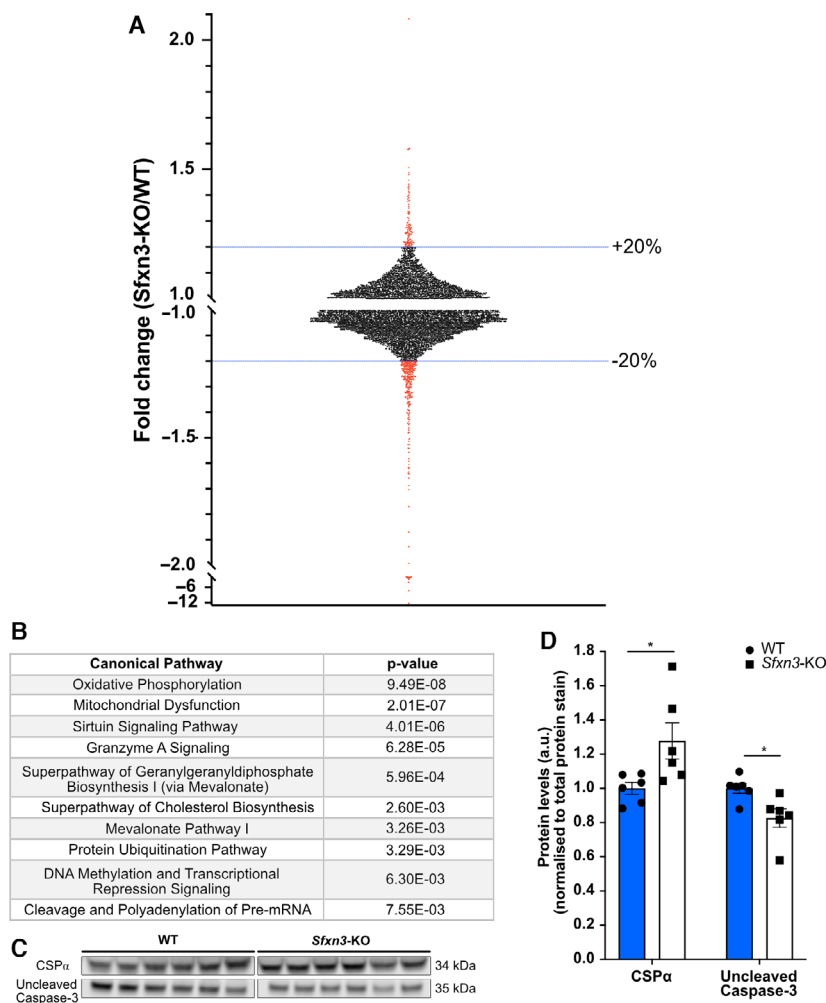 A
Fold change (Sfxn3-KO/WT)
2.0
1.5
1.0
−1.0
−1.5
−2.0
−6
−12
+20%
-20%
B
Canonical Pathway p-value
Oxidative Phosphorylation 9.49E-08
Mitochondrial Dysfunction 2.01E-07
Sirtuin Signaling Pathway 4.01E-06
Granzyme A Signaling 6.28E-05
Superpathway of Geranylgeranyldiphosphate
Biosynthesis I (via Mevalonate) 5.96E-04
Superpathway of Cholesterol Biosynthesis 2.60E-03
Mevalonate Pathway I 3.26E-03
Protein Ubiquitination Pathway 3.29E-03
DNA Methylation and Transcriptional
Repression Signaling 6.30E-03
Cleavage and Polyadenylation of Pre-mRNA 7.55E-03
C
WT Sfxn3-KO
CSPα 34 kDa
Uncleaved
Caspase-3 35 kDa
D
Protein levels (a.u.)
(normalised to total protein stain)
1.8
1.6
1.4
1.2
1.0
0.8
0.6
0.4
0.2
0.0
WT
Sfxn3-KO
*
*
CSPα Uncleaved
Caspase-3